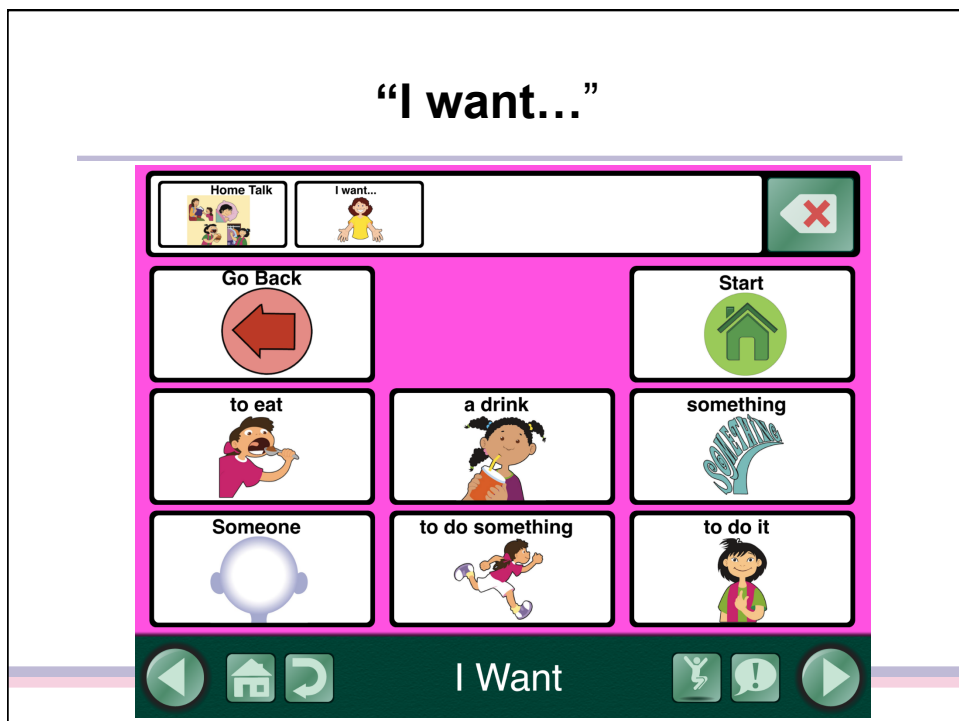 “I want…”
Home Talk
I want...
Go Back
Start
to eat
a drink
something
SOMETHING
Someone
to do something
to do it
I Want